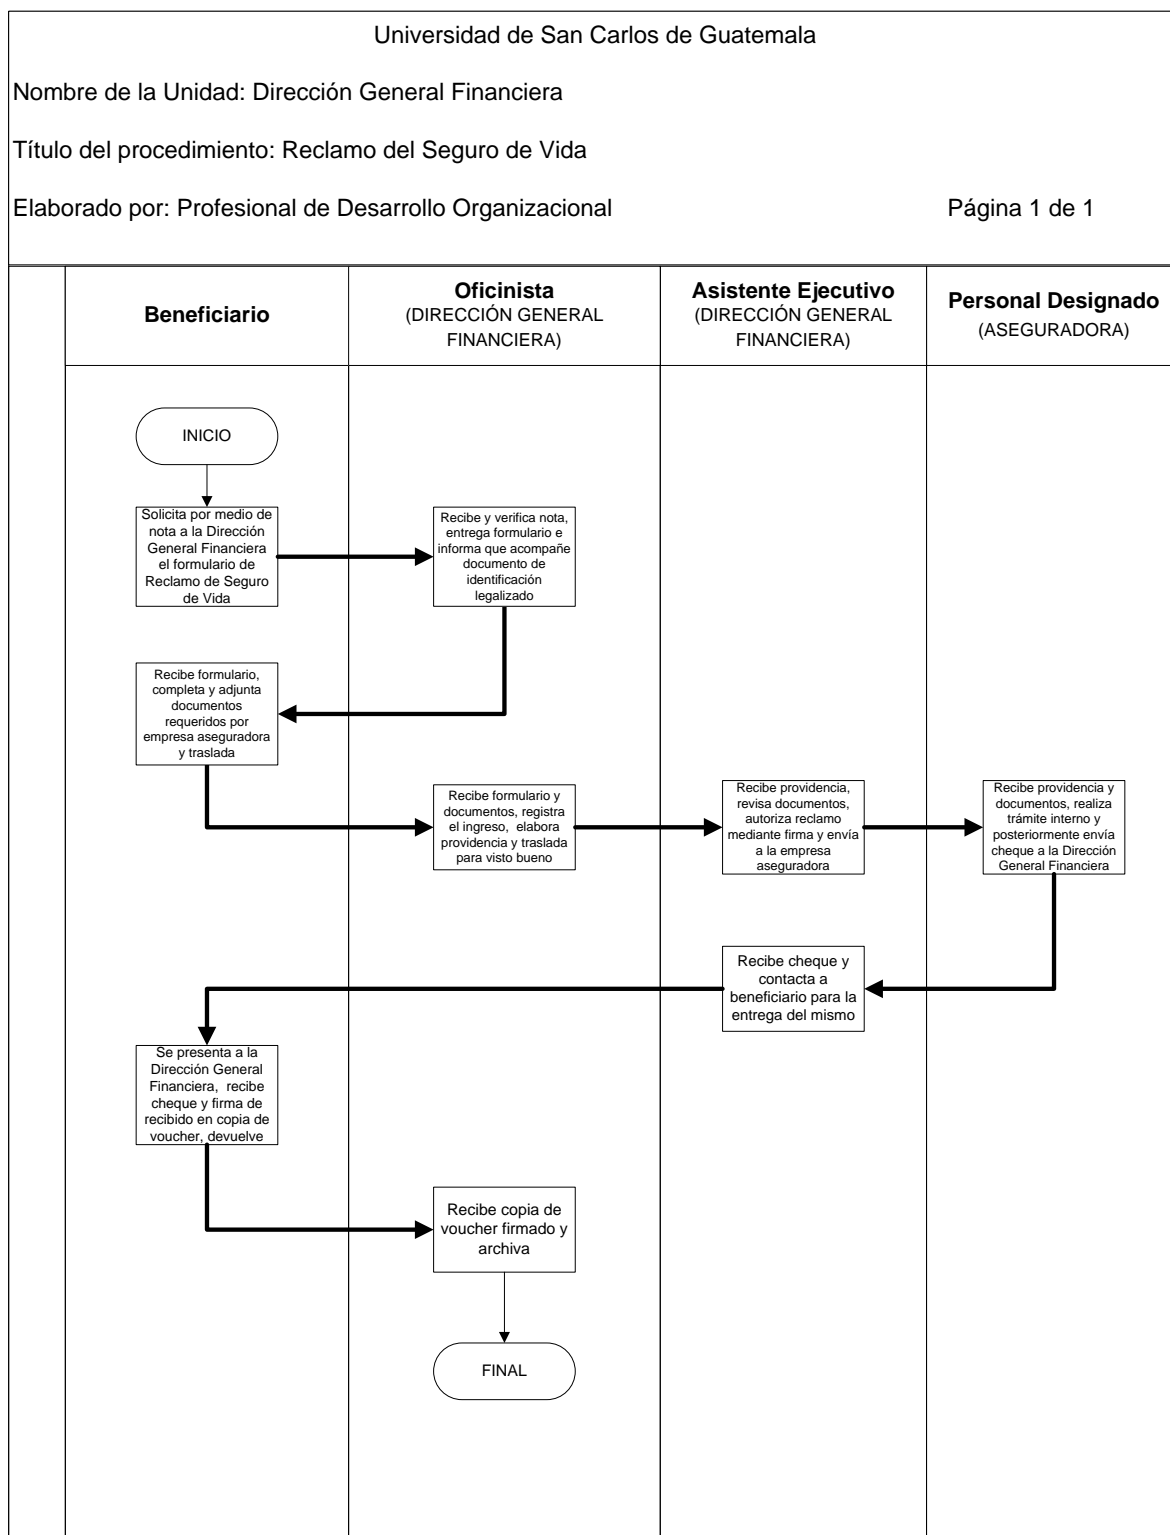 Universidad de San Carlos de Guatemala
Nombre de la Unidad: Dirección General Financiera
Título del procedimiento: Reclamo del Seguro de Vida
Elaborado por: Profesional de Desarrollo Organizacional
Página 1 de 1
Beneficiario
Oficinista
(DIRECCIÓN GENERAL
FINANCIERA)
Asistente Ejecutivo
(DIRECCIÓN GENERAL
FINANCIERA)
Personal Designado
(ASEGURADORA)
INICIO
Solicita por medio de
nota a la Dirección
General Financiera
el formulario de
Reclamo de Seguro
de Vida
Recibe y verifica nota,
entrega formulario e
informa que acompañe
documento de
identificación
legalizado
Recibe formulario,
completa y adjunta
documentos
requeridos por
empresa aseguradora
y traslada
Recibe formulario y
documentos, registra
el ingreso, elabora
providencia y traslada
para visto bueno
Recibe providencia,
revisa documentos,
autoriza reclamo
mediante firma y envía
a la empresa
aseguradora
Recibe providencia y
documentos, realiza
trámite interno y
posteriormente envía
cheque a la Dirección
General Financiera
Recibe cheque y
contacta a
beneficiario para la
entrega del mismo
Se presenta a la
Dirección General
Financiera, recibe
cheque y firma de
recibido en copia de
voucher, devuelve
Recibe copia de
voucher firmado y
archiva
FINAL